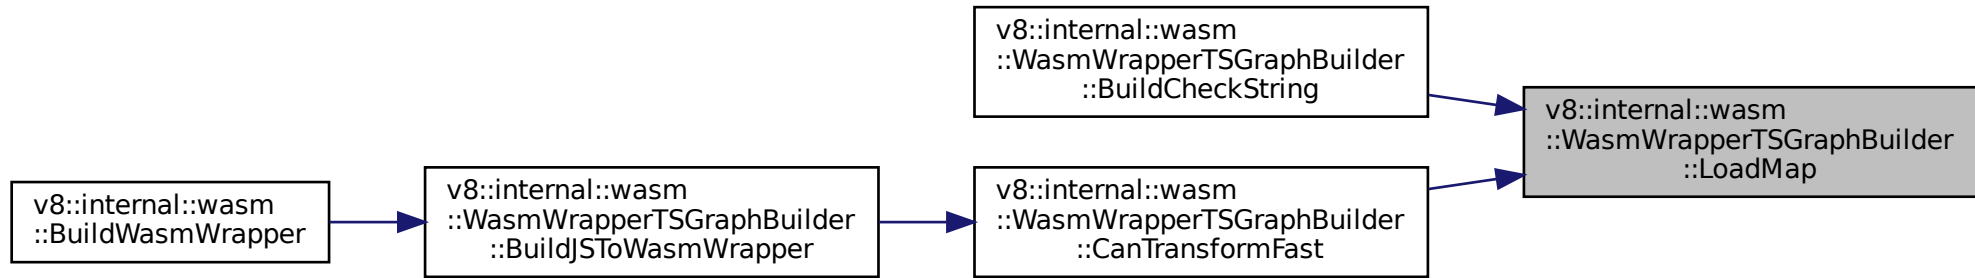 v8::internal::wasm
::BuildWasmWrapper
v8::internal::wasm
::WasmWrapperTSGraphBuilder
::BuildJSToWasmWrapper
v8::internal::wasm
::WasmWrapperTSGraphBuilder
::BuildCheckString
v8::internal::wasm
::WasmWrapperTSGraphBuilder
::CanTransformFast
v8::internal::wasm
::WasmWrapperTSGraphBuilder
::LoadMap